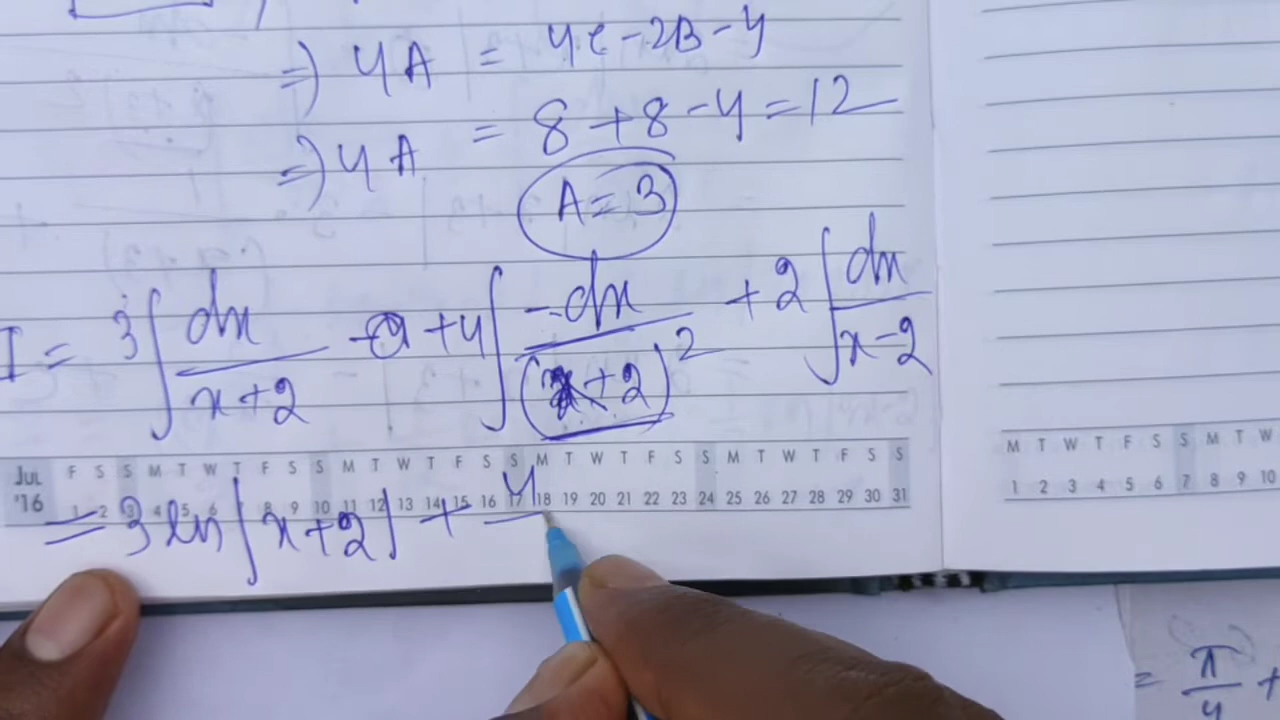 =) 4A = 4C - 2B - 4
=) 4A = 8 + 8 - 4 = 12
A = 3
I = 3∫ dx/(x+2) + 4∫ -dx/(x+2)² + 2∫ dx/(x-2)
JUL '16 F S S M T W T F S S M T W T F S S M T W T F S S M T W T F S S
1 2 3 4 5 6 7 8 9 10 11 12 13 14 15 16 17 18 19 20 21 22 23 24 25 26 27 28 29 30 31
= 3 ln |x+2| + 4
M T W T F S S M T W
1 2 3 4 5 6 7 8 9 10
= π/4 +